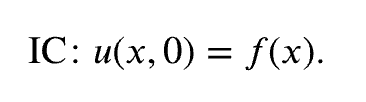 IC: u(x, 0) = f(x).